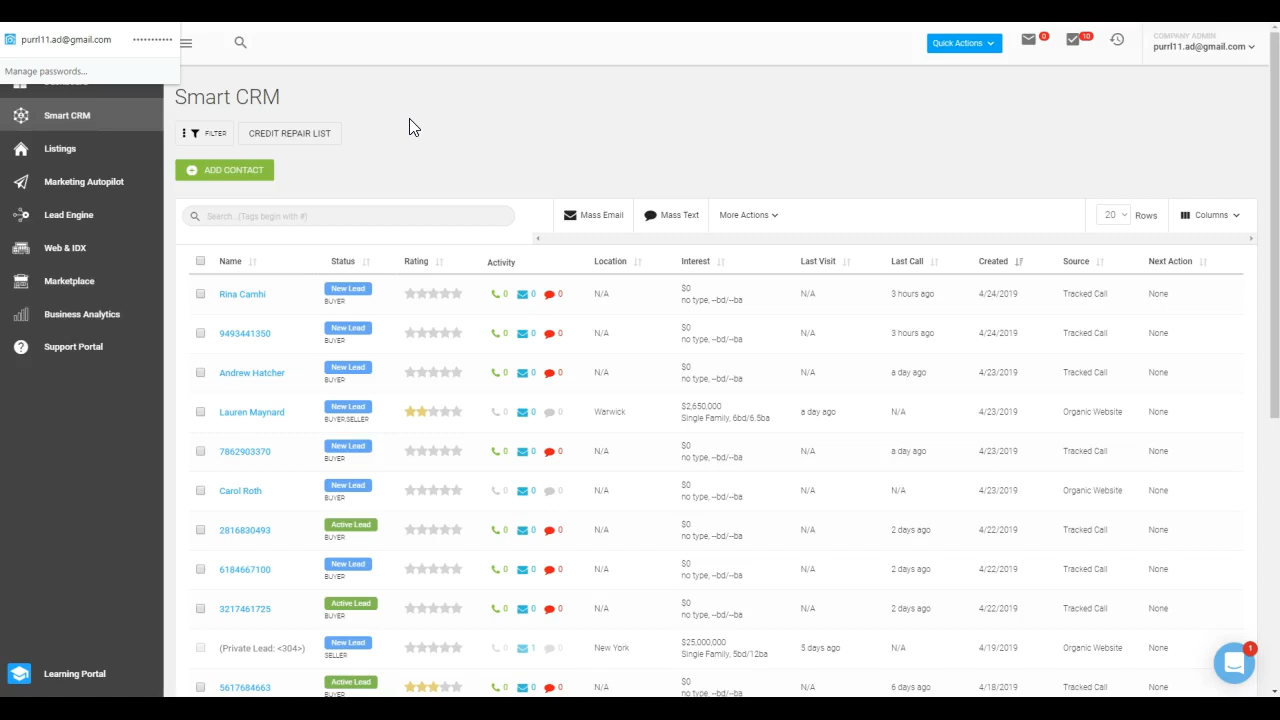 purrl11.ad@gmail.com ············
Manage passwords...
Quick Actions
0
10
COMPANY ADMIN
purrl11.ad@gmail.com
Smart CRM
Listings
Marketing Autopilot
Lead Engine
Web & IDX
Marketplace
Business Analytics
Support Portal
Learning Portal
Smart CRM
FILTER
CREDIT REPAIR LIST
ADD CONTACT
Search...(Tags begin with #)
Mass Email
Mass Text
More Actions
20 Rows
Columns
Name Status Rating Activity Location Interest Last Visit Last Call Created Source Next Action
Rina Camhi New Lead 0 0 0 N/A $0 N/A 3 hours ago 4/24/2019 Tracked Call None
BUYER no type, --bd/--ba
9493441350 New Lead 0 0 0 N/A $0 N/A 3 hours ago 4/24/2019 Tracked Call None
BUYER no type, --bd/--ba
Andrew Hatcher New Lead 0 0 0 N/A $0 N/A a day ago 4/23/2019 Tracked Call None
BUYER no type, --bd/--ba
Lauren Maynard New Lead 0 0 0 Warwick $2,650,000 a day ago N/A 4/23/2019 Organic Website None
BUYER,SELLER Single Family, 6bd/6.5ba
7862903370 New Lead 0 0 0 N/A $0 N/A a day ago 4/23/2019 Tracked Call None
BUYER no type, --bd/--ba
Carol Roth New Lead 0 0 0 N/A $0 N/A N/A 4/23/2019 Organic Website None
BUYER no type, --bd/--ba
2816830493 Active Lead 0 0 0 N/A $0 N/A 2 days ago 4/22/2019 Tracked Call None
BUYER no type, --bd/--ba
6184667100 New Lead 0 0 0 N/A $0 N/A 2 days ago 4/22/2019 Tracked Call None
BUYER no type, --bd/--ba
3217461725 Active Lead 0 0 0 N/A $0 N/A 2 days ago 4/22/2019 Tracked Call None
BUYER no type, --bd/--ba
(Private Lead: <304>) New Lead 0 1 0 New York $25,000,000 5 days ago N/A 4/19/2019 Organic Website None
SELLER Single Family, 5bd/12ba
5617684663 Active Lead 0 0 0 N/A $0 N/A 6 days ago 4/18/2019 Tracked Call None
BUYER no type, --bd/--ba
1